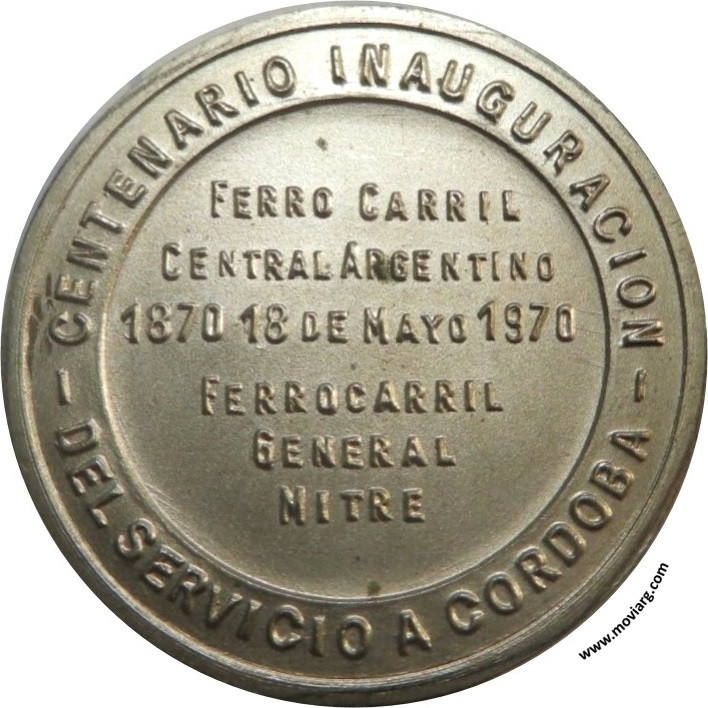 CENTENARIO INAUGURACION
FERRO CARRIL
CENTRAL ARGENTINO
1870 18 DE MAYO 1970
FERROCARRIL
GENERAL
MITRE
DEL SERVICIO A CORDOBA
www.moviarg.com